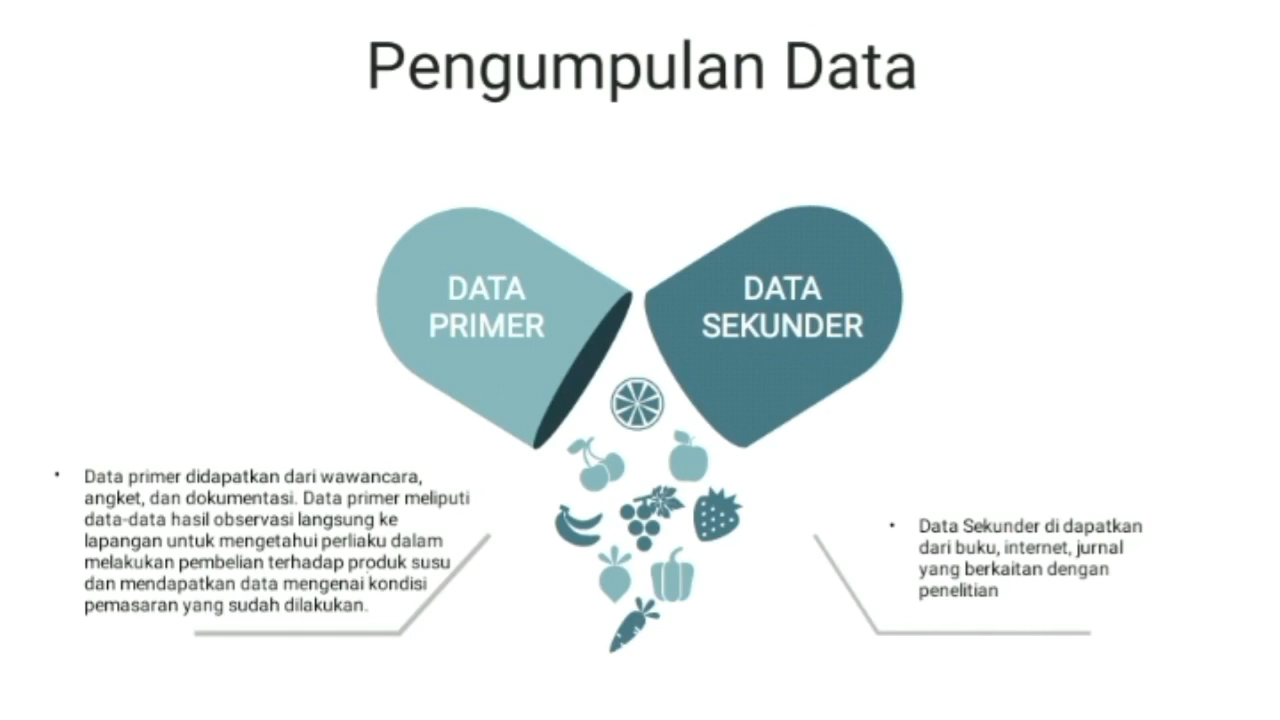 Pengumpulan Data
DATA
PRIMER
DATA
SEKUNDER
• Data primer didapatkan dari wawancara,
angket, dan dokumentasi. Data primer meliputi
data-data hasil observasi langsung ke
lapangan untuk mengetahui perliaku dalam
melakukan pembelian terhadap produk susu
dan mendapatkan data mengenai kondisi
pemasaran yang sudah dilakukan.
• Data Sekunder di dapatkan
dari buku, internet, jurnal
yang berkaitan dengan
penelitian